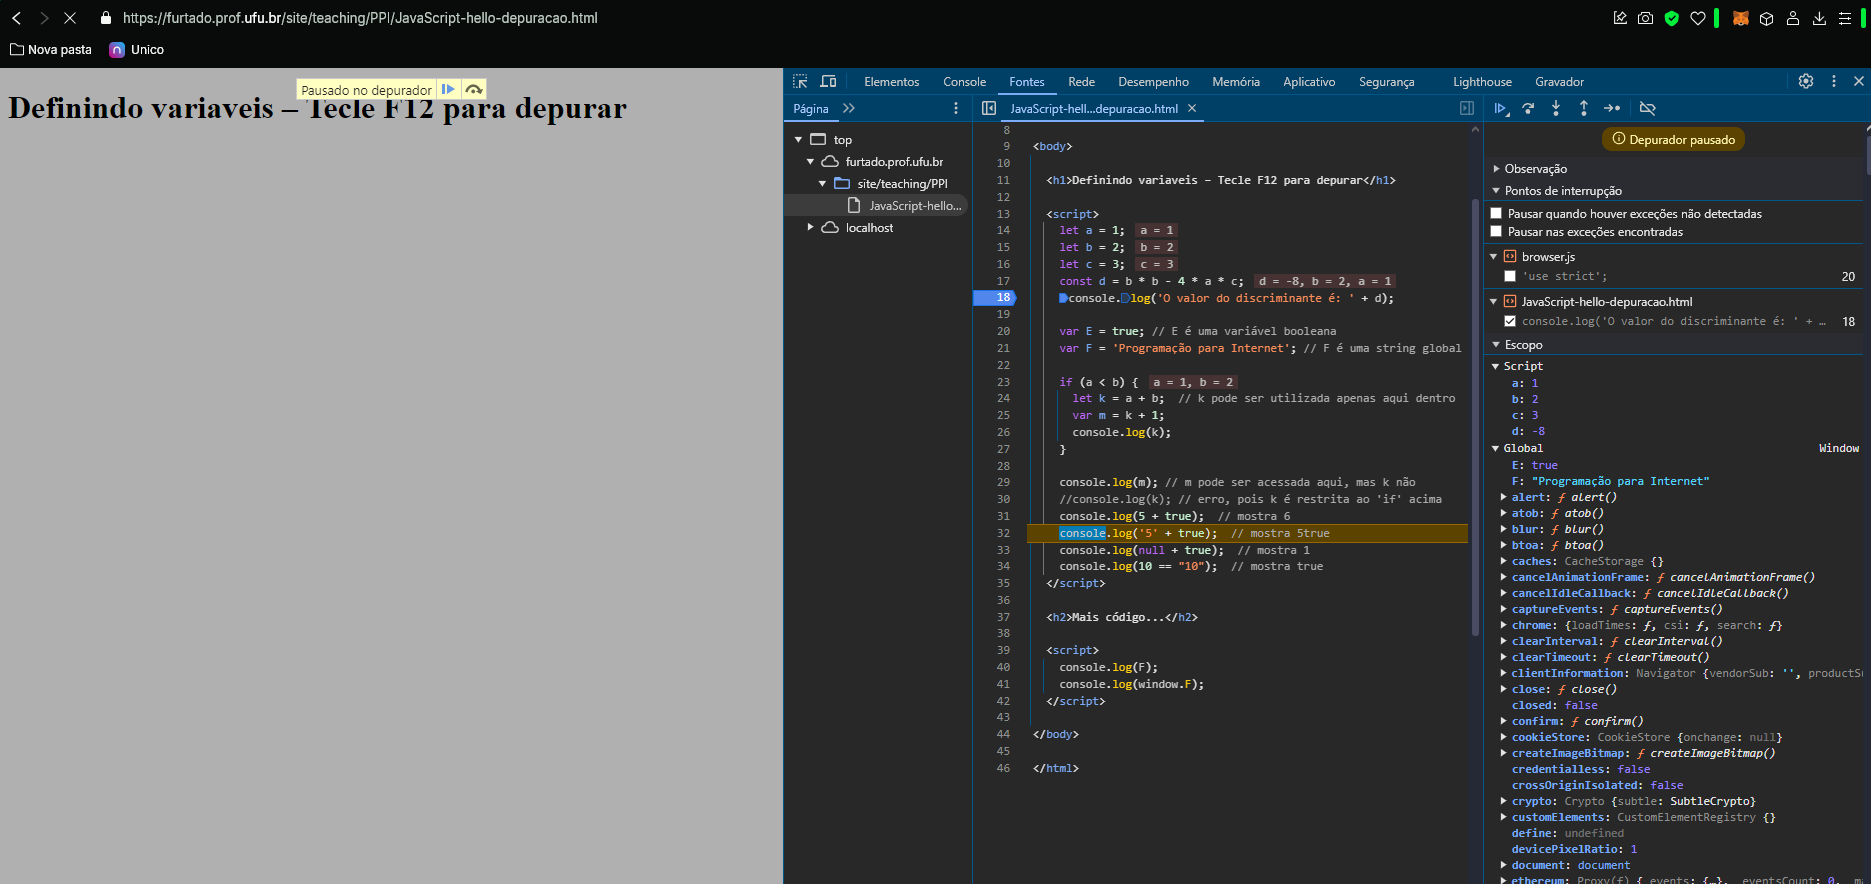 https://furtado.prof.ufu.br/site/teaching/PPI/JavaScript-hello-depuracao.html
Nova pasta
Unico
Pausado no depurador
Definindo variaveis – Tecle F12 para depurar
Elementos Console Fontes Rede Desempenho Memória Aplicativo Segurança Lighthouse Gravador
Página
top
furtado.prof.ufu.br
site/teaching/PPI
JavaScript-hello...
localhost
JavaScript-hell...depuracao.html
8
9 <body>
10
11 <h1>Definindo variaveis – Tecle F12 para depurar</h1>
12
13 <script>
14 let a = 1; a = 1
15 let b = 2; b = 2
16 let c = 3; c = 3
17 const d = b * b - 4 * a * c; d = -8, b = 2, a = 1
18 console.log('O valor do discriminante é: ' + d);
19
20 var E = true; // E é uma variável booleana
21 var F = 'Programação para Internet'; // F é uma string global
22
23 if (a < b) { a = 1, b = 2
24 let k = a + b; // k pode ser utilizada apenas aqui dentro
25 var m = k + 1;
26 console.log(k);
27 }
28
29 console.log(m); // m pode ser acessada aqui, mas k não
30 //console.log(k); // erro, pois k é restrita ao 'if' acima
31 console.log(5 + true); // mostra 6
32 console.log('5' + true); // mostra 5true
33 console.log(null + true); // mostra 1
34 console.log(10 == "10"); // mostra true
35 </script>
36
37 <h2>Mais código...</h2>
38
39 <script>
40 console.log(F);
41 console.log(window.F);
42 </script>
43
44 </body>
45
46 </html>
Depurador pausado
Observação
Pontos de interrupção
Pausar quando houver exceções não detectadas
Pausar nas exceções encontradas
browser.js
'use strict'; 20
JavaScript-hello-depuracao.html
console.log('O valor do discriminante é: ' + … 18
Escopo
Script
a: 1
b: 2
c: 3
d: -8
Global Window
E: true
F: "Programação para Internet"
alert: ƒ alert()
atob: ƒ atob()
blur: ƒ blur()
btoa: ƒ btoa()
caches: CacheStorage {}
cancelAnimationFrame: ƒ cancelAnimationFrame()
cancelIdleCallback: ƒ cancelIdleCallback()
captureEvents: ƒ captureEvents()
chrome: {loadTimes: ƒ, csi: ƒ, search: ƒ}
clearInterval: ƒ clearInterval()
clearTimeout: ƒ clearTimeout()
clientInformation: Navigator {vendorSub: '', productSu
close: ƒ close()
closed: false
confirm: ƒ confirm()
cookieStore: CookieStore {onchange: null}
createImageBitmap: ƒ createImageBitmap()
credentialless: false
crossOriginIsolated: false
crypto: Crypto {subtle: SubtleCrypto}
customElements: CustomElementRegistry {}
define: undefined
devicePixelRatio: 1
document: document
ethereum: Proxy(f) { events: {…}, eventsCount: 0,